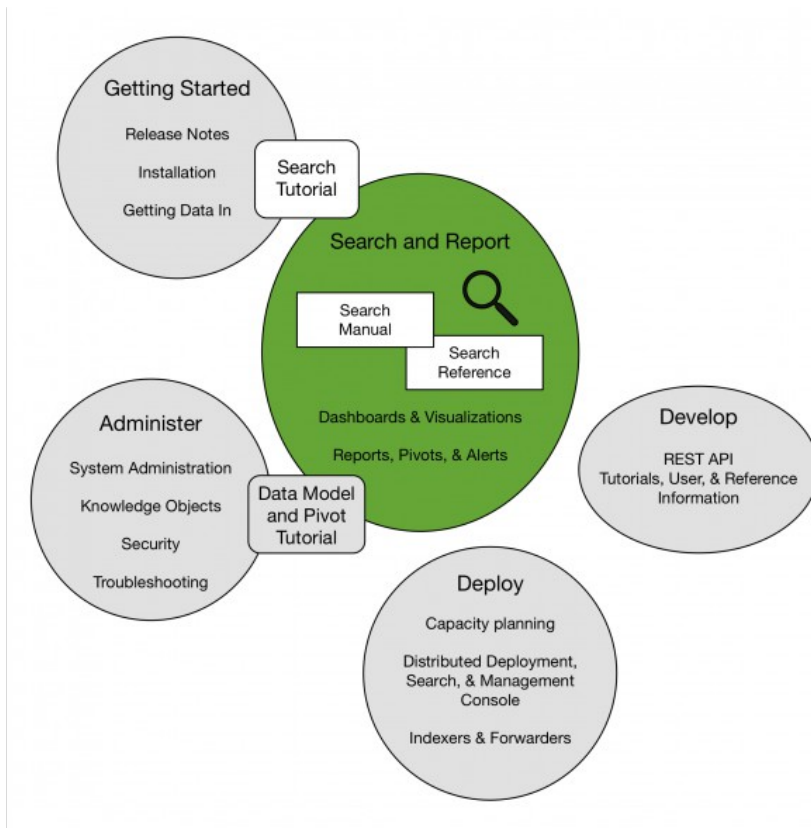 Getting Started
Release Notes
Installation
Getting Data In
Search
Tutorial
Search and Report
Search
Manual
Search
Reference
Dashboards & Visualizations
Reports, Pivots, & Alerts
Administer
System Administration
Knowledge Objects
Security
Troubleshooting
Data Model
and Pivot
Tutorial
Develop
REST API
Tutorials, User, & Reference
Information
Deploy
Capacity planning
Distributed Deployment,
Search, & Management
Console
Indexers & Forwarders